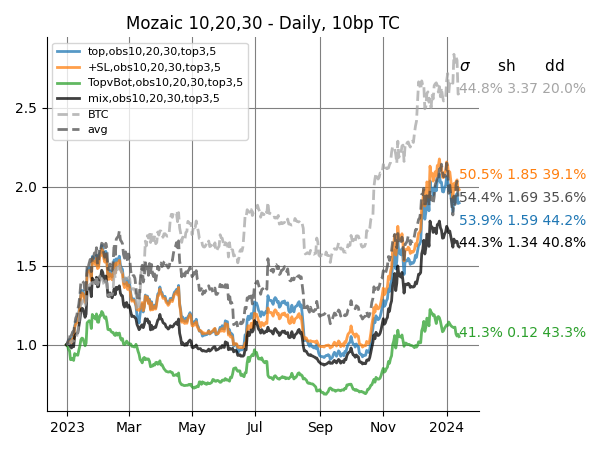 Mozaic 10,20,30 - Daily, 10bp TC
top,obs10,20,30,top3,5
+SL,obs10,20,30,top3,5
TopvBot,obs10,20,30,top3,5
mix,obs10,20,30,top3,5
BTC
avg
σ sh dd
44.8% 3.37 20.0%
50.5% 1.85 39.1%
54.4% 1.69 35.6%
53.9% 1.59 44.2%
44.3% 1.34 40.8%
41.3% 0.12 43.3%
2.5
2.0
1.5
1.0
2023 Mar May Jul Sep Nov 2024